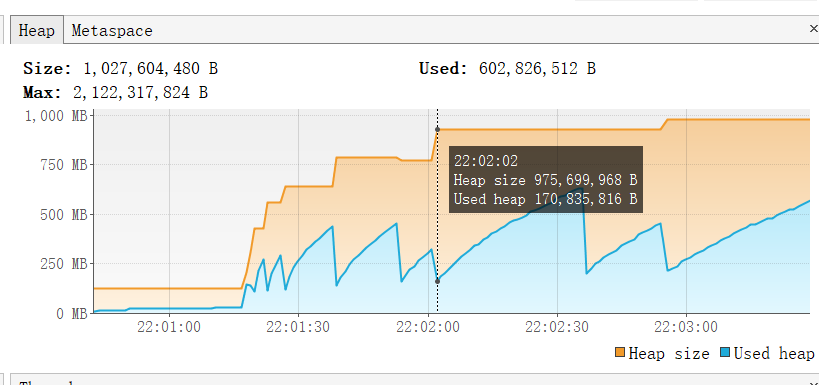 Heap Metaspace ×
Size: 1,027,604,480 B Used: 602,826,512 B
Max: 2,122,317,824 B
1,000 MB
750 MB
500 MB
250 MB
0 MB
22:02:02
Heap size 975,699,968 B
Used heap 170,835,816 B
22:01:00 22:01:30 22:02:00 22:02:30 22:03:00
Heap size Used heap